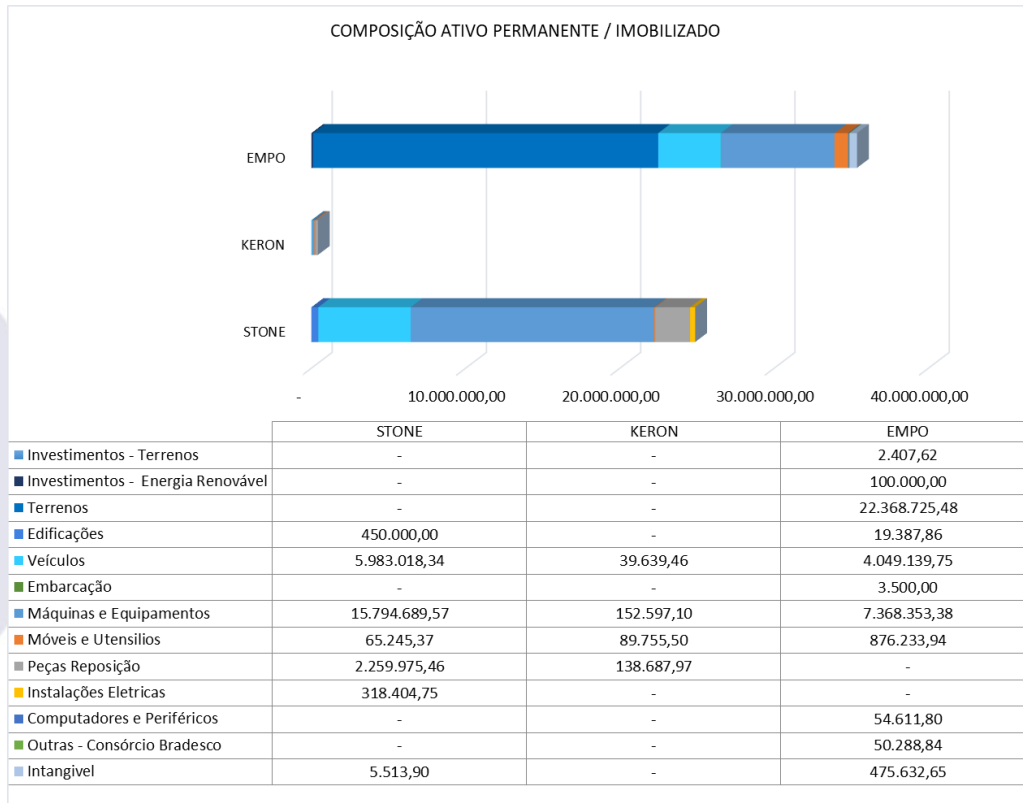 COMPOSIÇÃO ATIVO PERMANENTE / IMOBILIZADO
EMPO
KERON
STONE
- 10.000.000,00 20.000.000,00 30.000.000,00 40.000.000,00
STONE KERON EMPO
Investimentos - Terrenos - - 2.407,62
Investimentos - Energia Renovável - - 100.000,00
Terrenos - - 22.368.725,48
Edificações 450.000,00 - 19.387,86
Veículos 5.983.018,34 39.639,46 4.049.139,75
Embarcação - - 3.500,00
Máquinas e Equipamentos 15.794.689,57 152.597,10 7.368.353,38
Móveis e Utensilios 65.245,37 89.755,50 876.233,94
Peças Reposição 2.259.975,46 138.687,97 -
Instalações Eletricas 318.404,75 - -
Computadores e Periféricos - - 54.611,80
Outras - Consórcio Bradesco - - 50.288,84
Intangivel 5.513,90 - 475.632,65